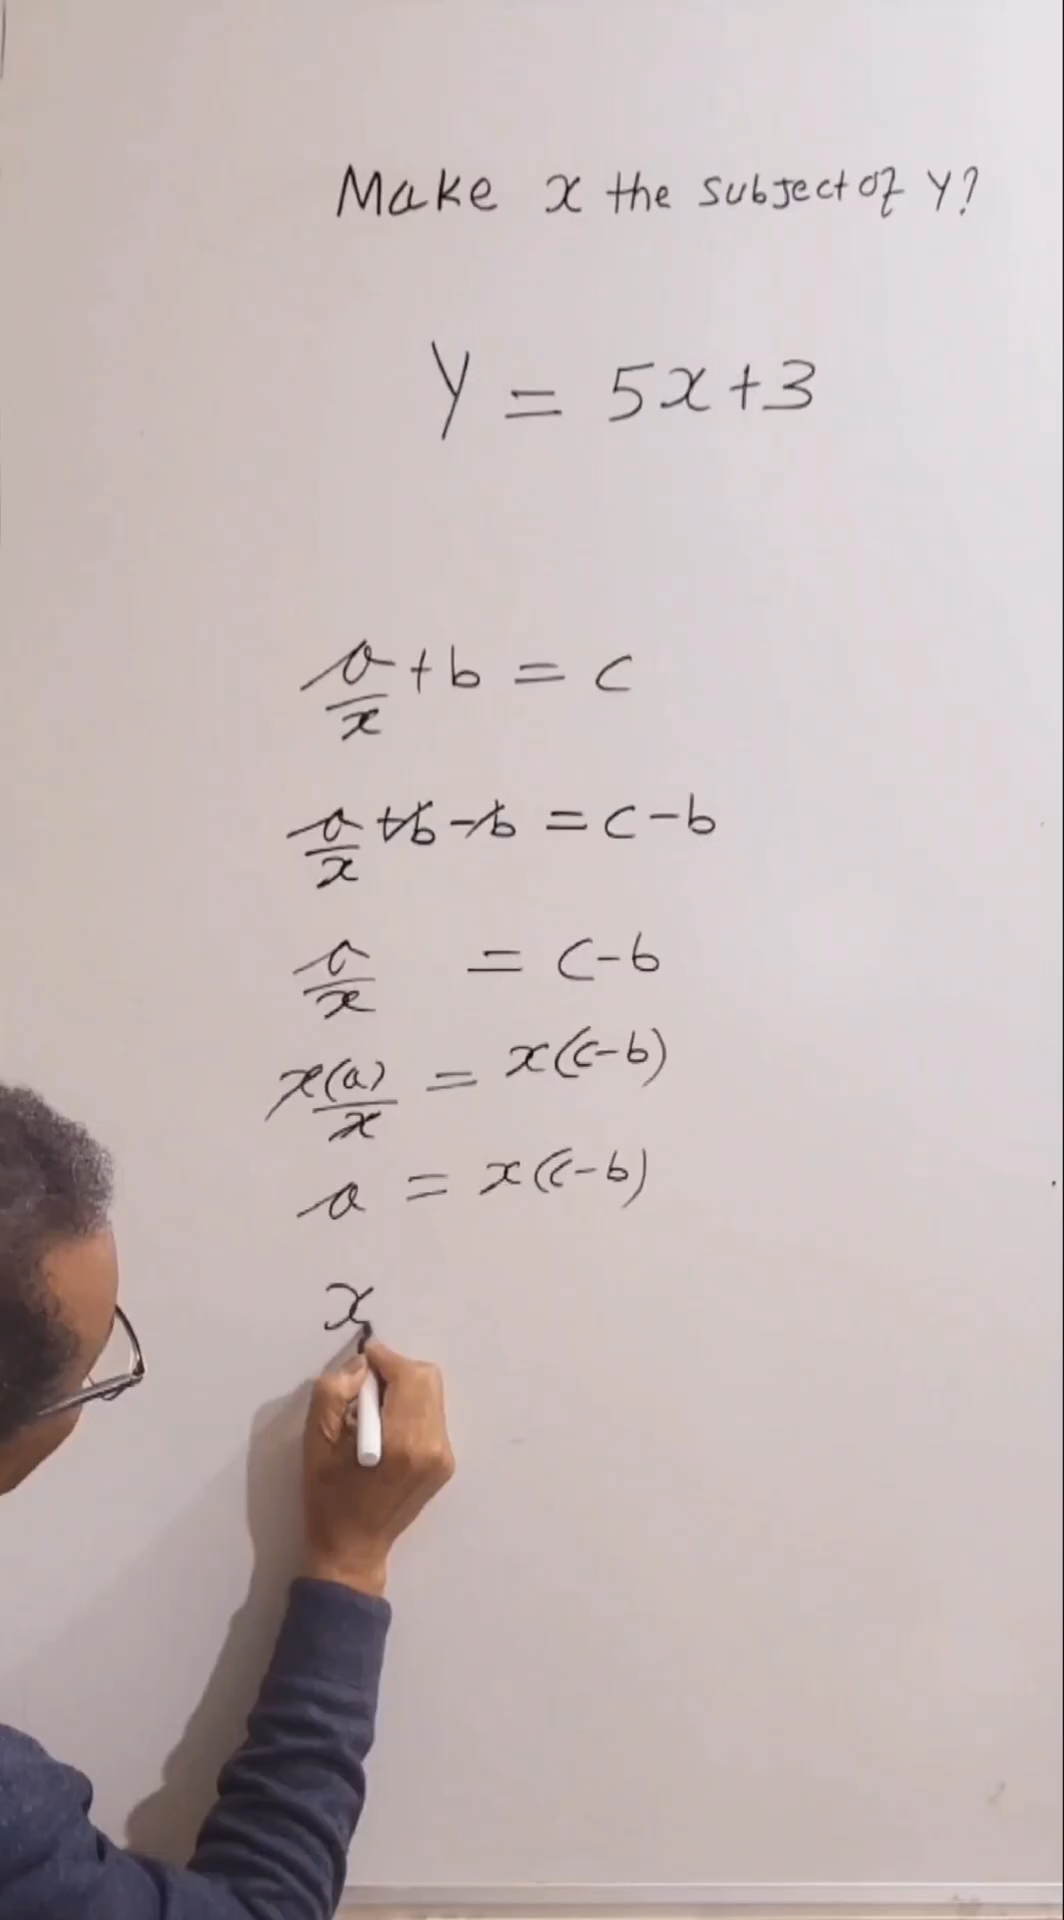 Make x the subject of y?
y = 5x+3
a/x + b = c
a/x + b - b = c - b
a/x = c - b
x(a)/x = x(c-b)
a = x(c-b)
x